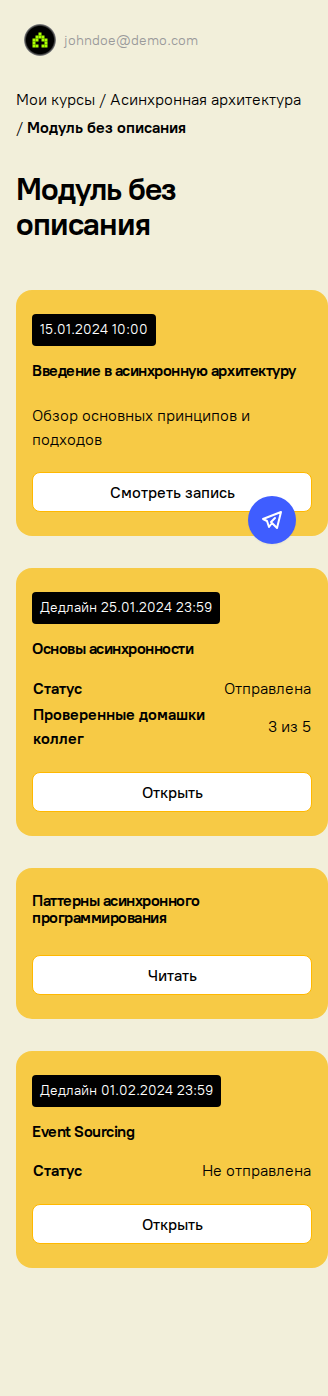 johndoe@demo.com
Мои курсы / Асинхронная архитектура
/ Модуль без описания
Модуль без
описания
15.01.2024 10:00
Введение в асинхронную архитектуру
Обзор основных принципов и
подходов
Смотреть запись
Дедлайн 25.01.2024 23:59
Основы асинхронности
Статус Отправлена
Проверенные домашки
коллег 3 из 5
Открыть
Паттерны асинхронного
программирования
Читать
Дедлайн 01.02.2024 23:59
Event Sourcing
Статус Не отправлена
Открыть